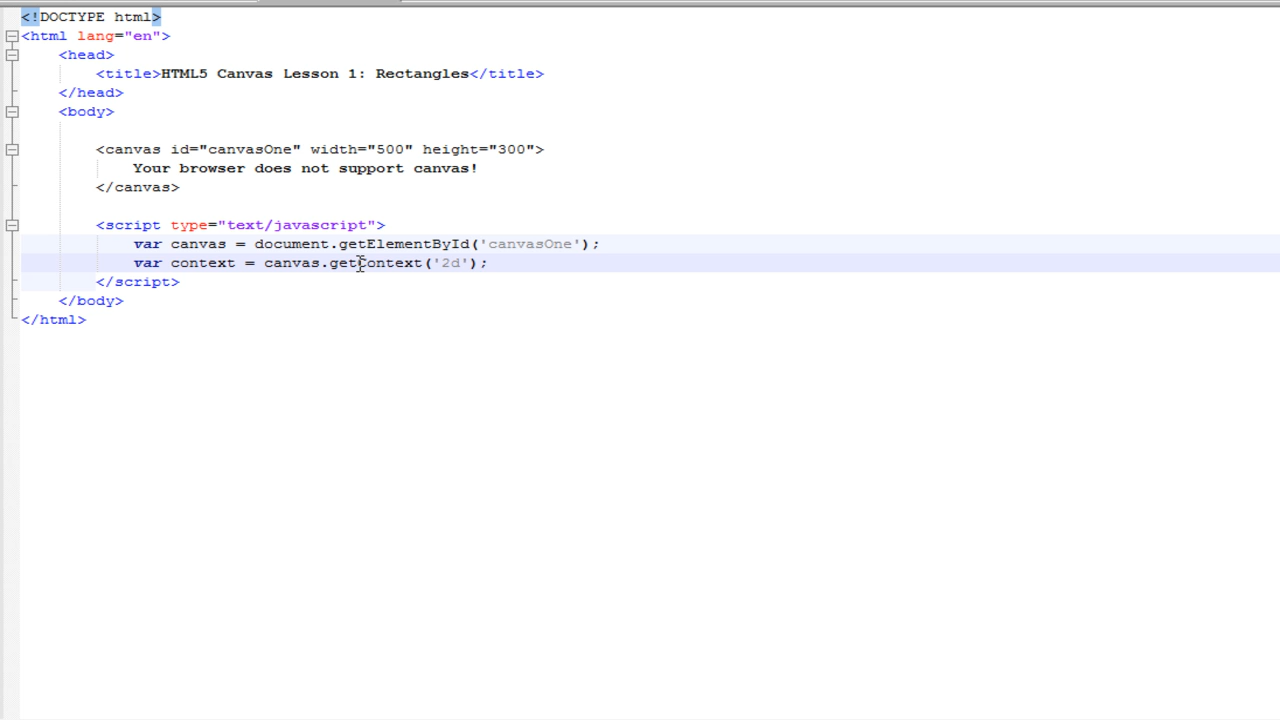 <!DOCTYPE html>
<html lang="en">
<head>
<title>HTML5 Canvas Lesson 1: Rectangles</title>
</head>
<body>
<canvas id="canvasOne" width="500" height="300">
Your browser does not support canvas!
</canvas>
<script type="text/javascript">
var canvas = document.getElementById('canvasOne');
var context = canvas.getContext('2d');
</script>
</body>
</html>